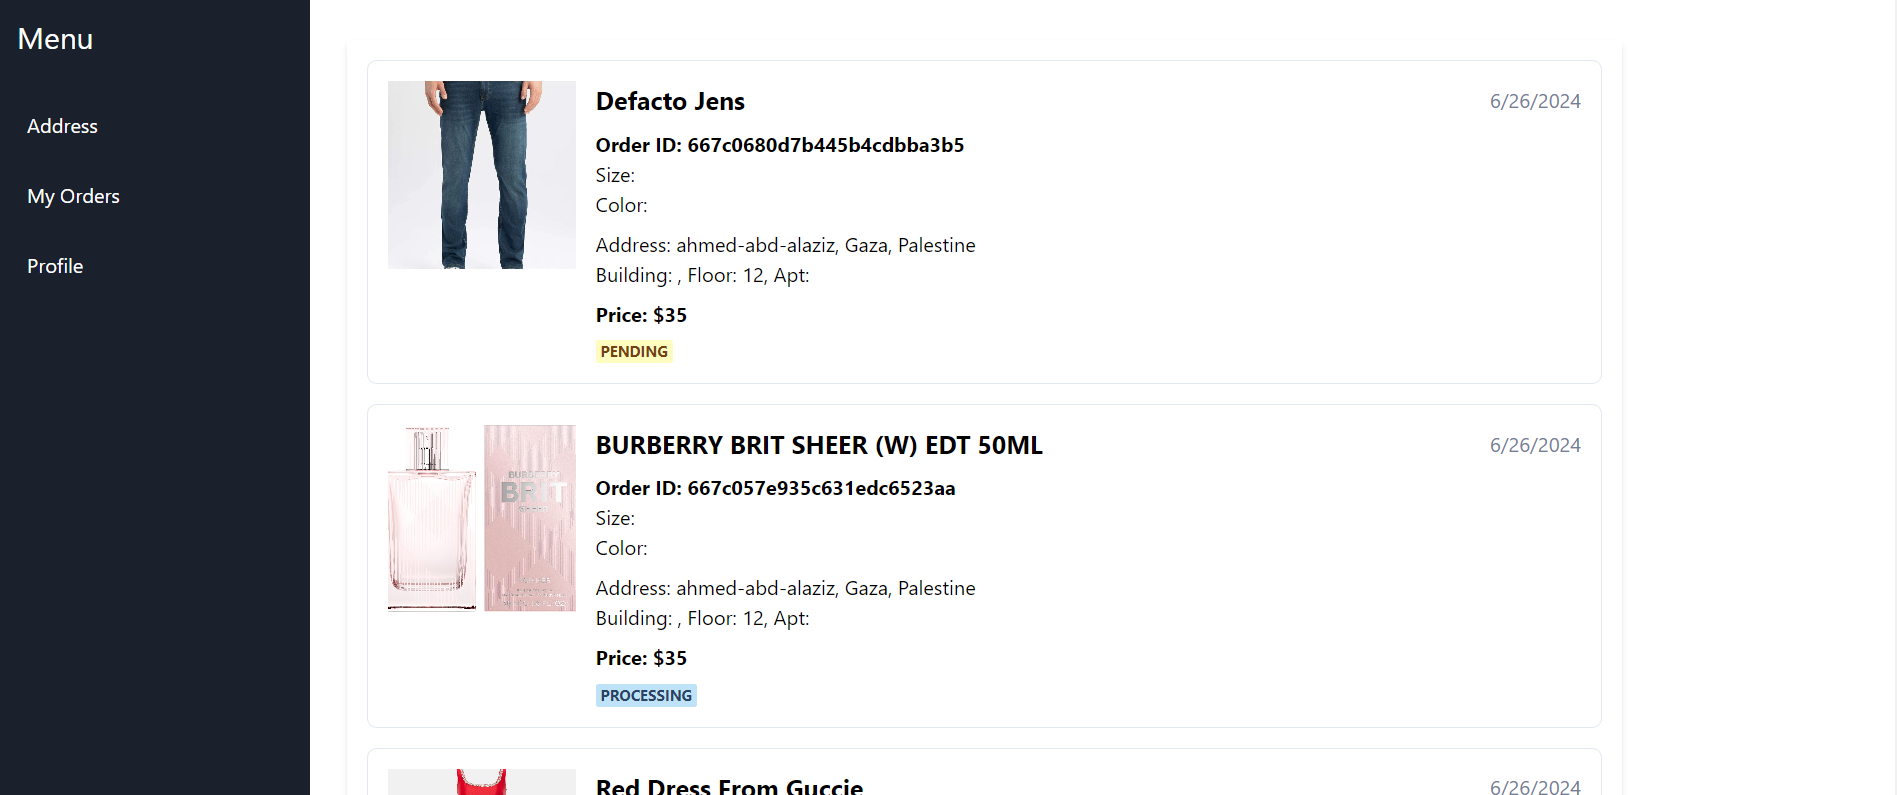 Menu
Address
My Orders
Profile
Defacto Jens
6/26/2024
Order ID: 667c0680d7b445b4cdbba3b5
Size:
Color:
Address: ahmed-abd-alaziz, Gaza, Palestine
Building: , Floor: 12, Apt:
Price: $35
PENDING
BURBERRY
BRIT
SHEER
BURBERRY BRIT SHEER (W) EDT 50ML
6/26/2024
Order ID: 667c057e935c631edc6523aa
Size:
Color:
Address: ahmed-abd-alaziz, Gaza, Palestine
Building: , Floor: 12, Apt:
Price: $35
PROCESSING
Red Dress From Guccie
6/26/2024